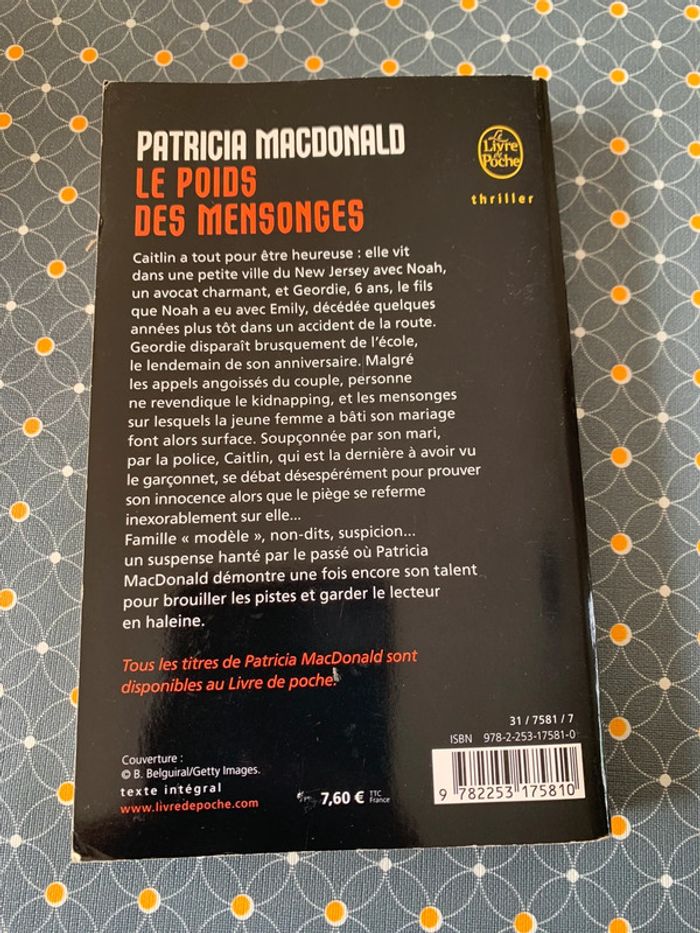 PATRICIA MACDONALD
LE POIDS
DES MENSONGES
Le
Livre
de
Poche
thriller
Caitlin a tout pour être heureuse : elle vit
dans une petite ville du New Jersey avec Noah,
un avocat charmant, et Geordie, 6 ans, le fils
que Noah a eu avec Emily, décédée quelques
années plus tôt dans un accident de la route.
Geordie disparaît brusquement de l'école,
le lendemain de son anniversaire. Malgré
les appels angoissés du couple, personne
ne revendique le kidnapping, et les mensonges
sur lesquels la jeune femme a bâti son mariage
font alors surface. Soupçonnée par son mari,
par la police, Caitlin, qui est la dernière à avoir vu
le garçonnet, se débat désespérément pour prouver
son innocence alors que le piège se referme
inexorablement sur elle...
Famille « modèle », non-dits, suspicion...
un suspense hanté par le passé où Patricia
MacDonald démontre une fois encore son talent
pour brouiller les pistes et garder le lecteur
en haleine.
Tous les titres de Patricia MacDonald sont
disponibles au Livre de poche.
Couverture :
© B. Belguiral/Getty Images.
texte intégral
www.livredepoche.com
7,60 € TTC
France
31 / 7581 / 7
ISBN 978-2-253-17581-0
9 782253 175810